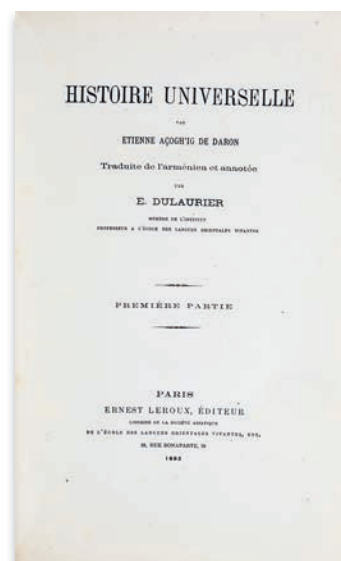 HISTOIRE UNIVERSELLE
PAR
ETIENNE AÇOGH'IG DE DARON
Traduite de l'arménien et annotée
PAR
E. DULAURIER
MEMBRE DE L'INSTITUT
PROFESSEUR A L'ÉCOLE DES LANGUES ORIENTALES VIVANTES
PREMIÈRE PARTIE
PARIS
ERNEST LEROUX, ÉDITEUR
LIBRAIRE DE LA SOCIÉTÉ ASIATIQUE
DE L'ÉCOLE DES LANGUES ORIENTALES VIVANTES, ETC.
28, RUE BONAPARTE, 28
1883